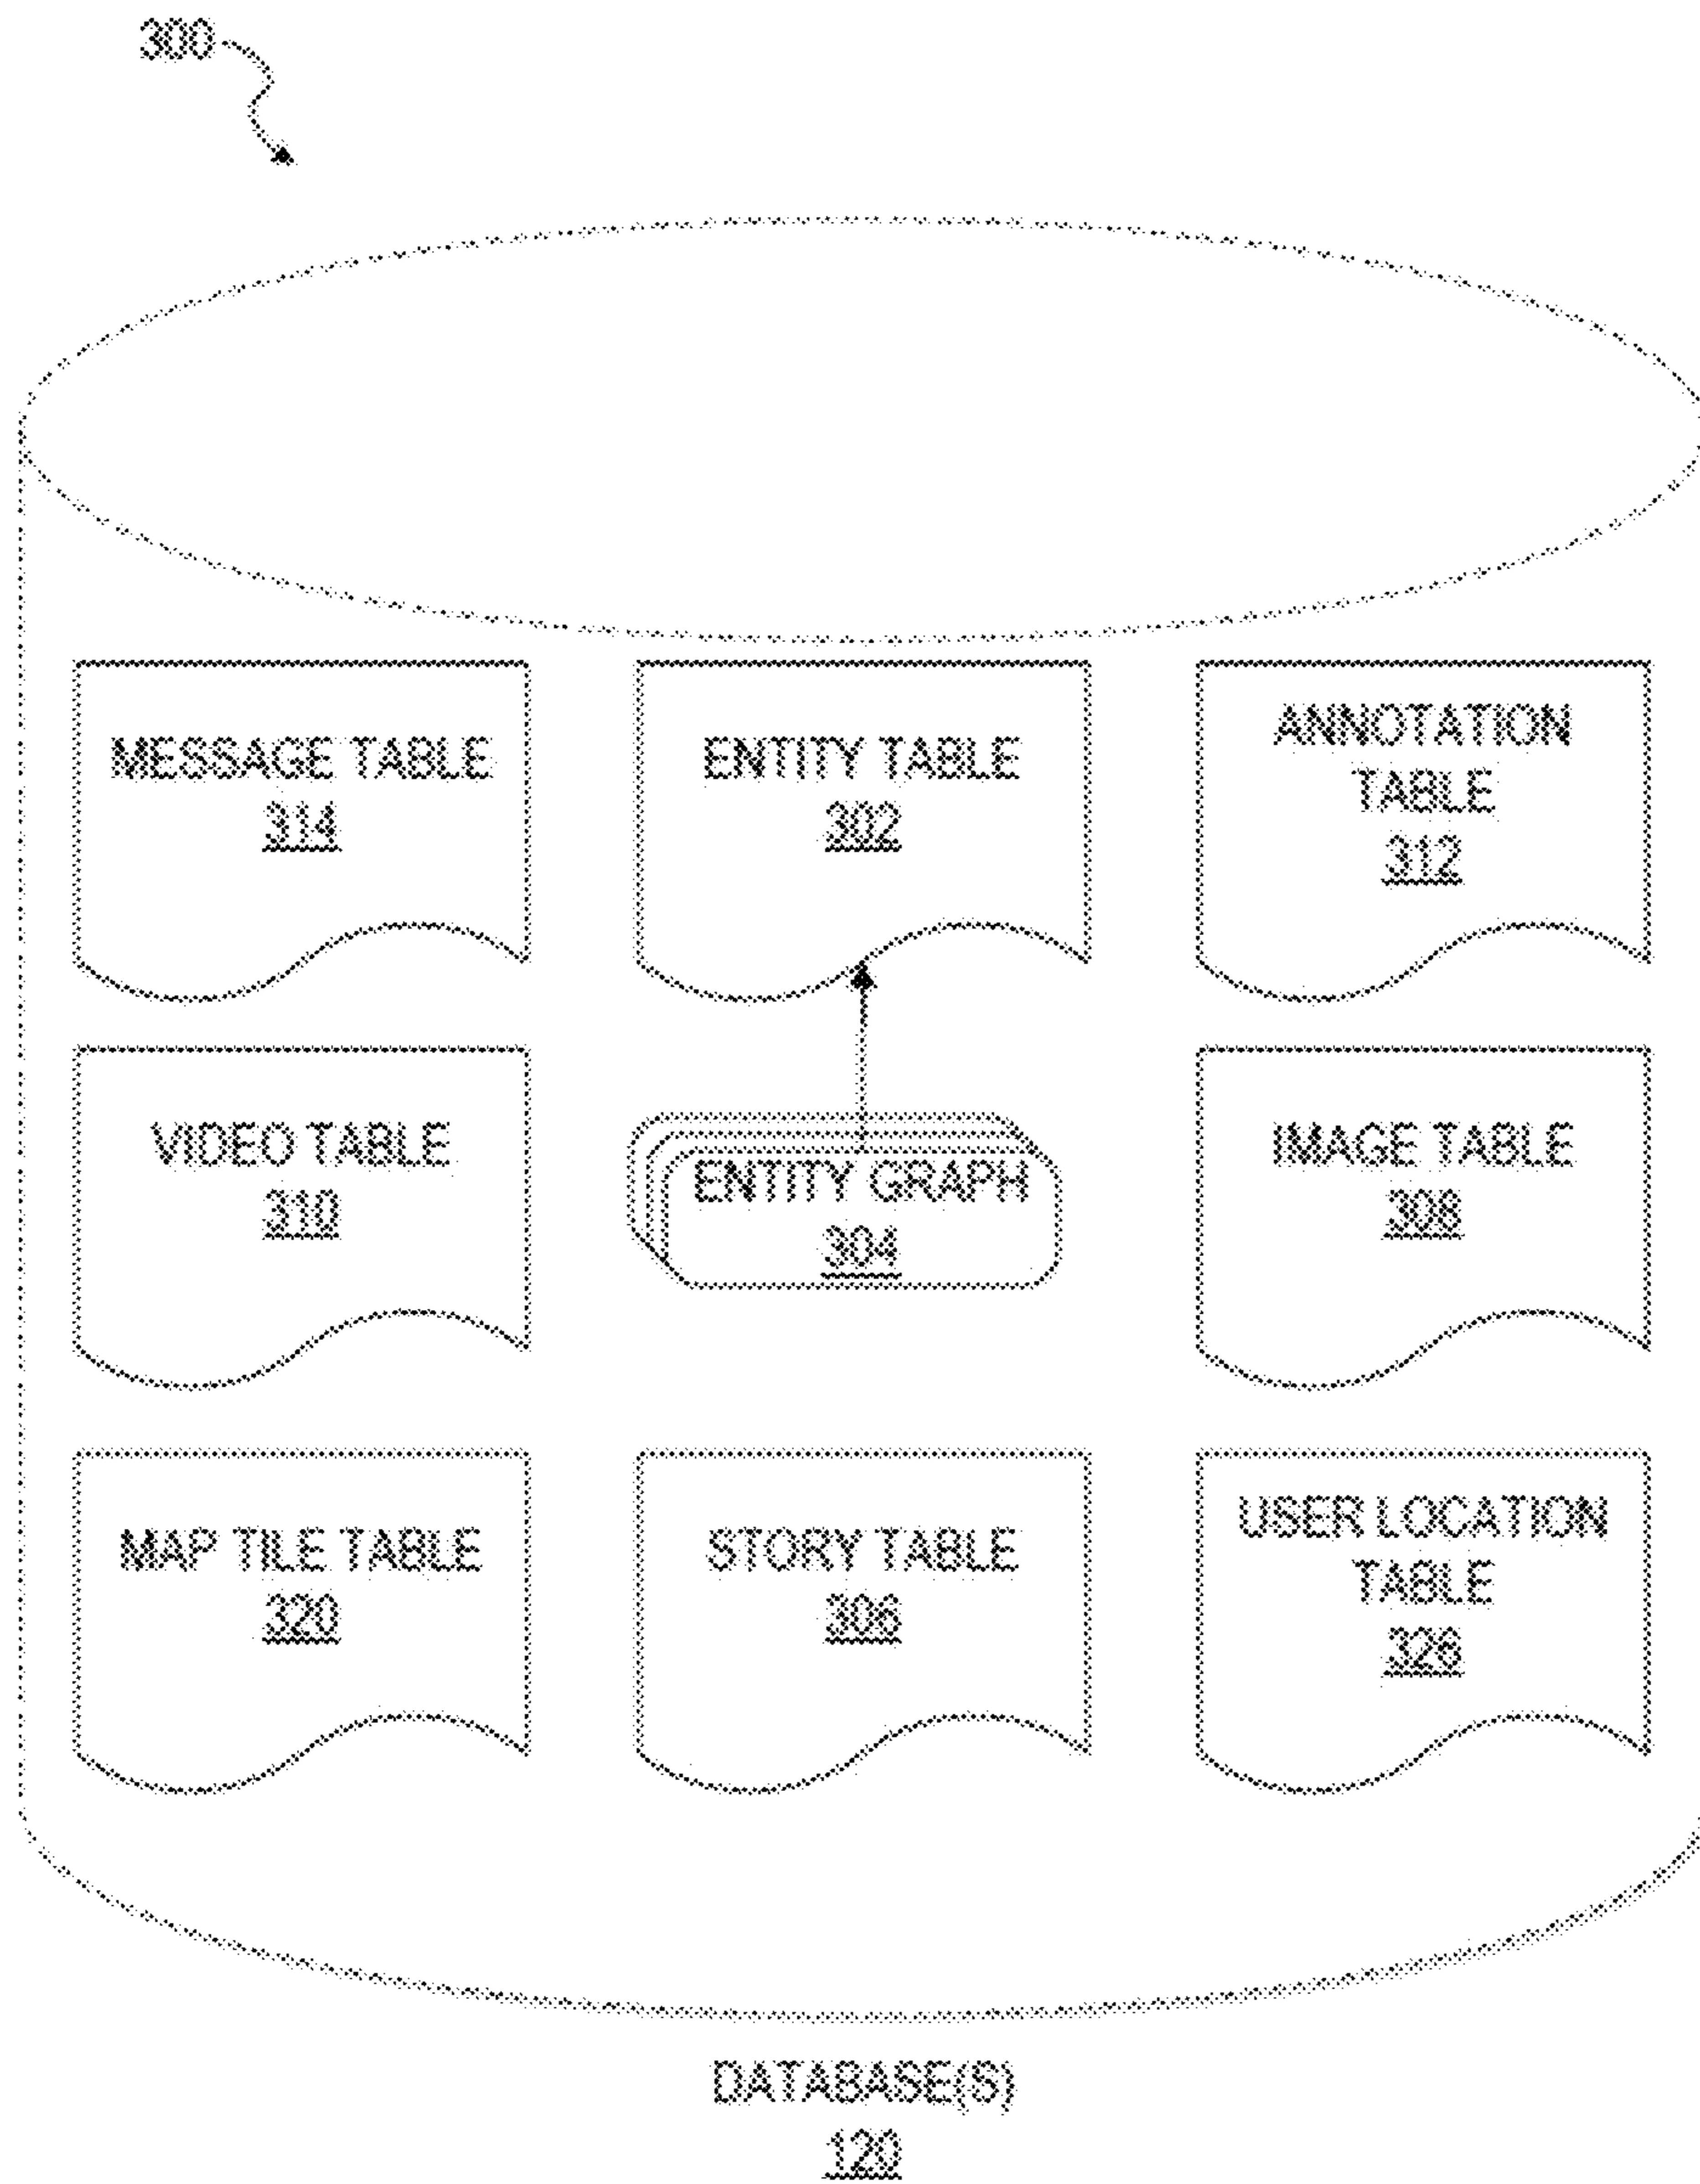 300
MESSAGE TABLE
314
ENTITY TABLE
302
ANNOTATION
TABLE
312
VIDEO TABLE
310
ENTITY GRAPH
304
IMAGE TABLE
308
MAP TILE TABLE
320
STORY TABLE
306
USER LOCATION
TABLE
326
DATABASE(S)
120